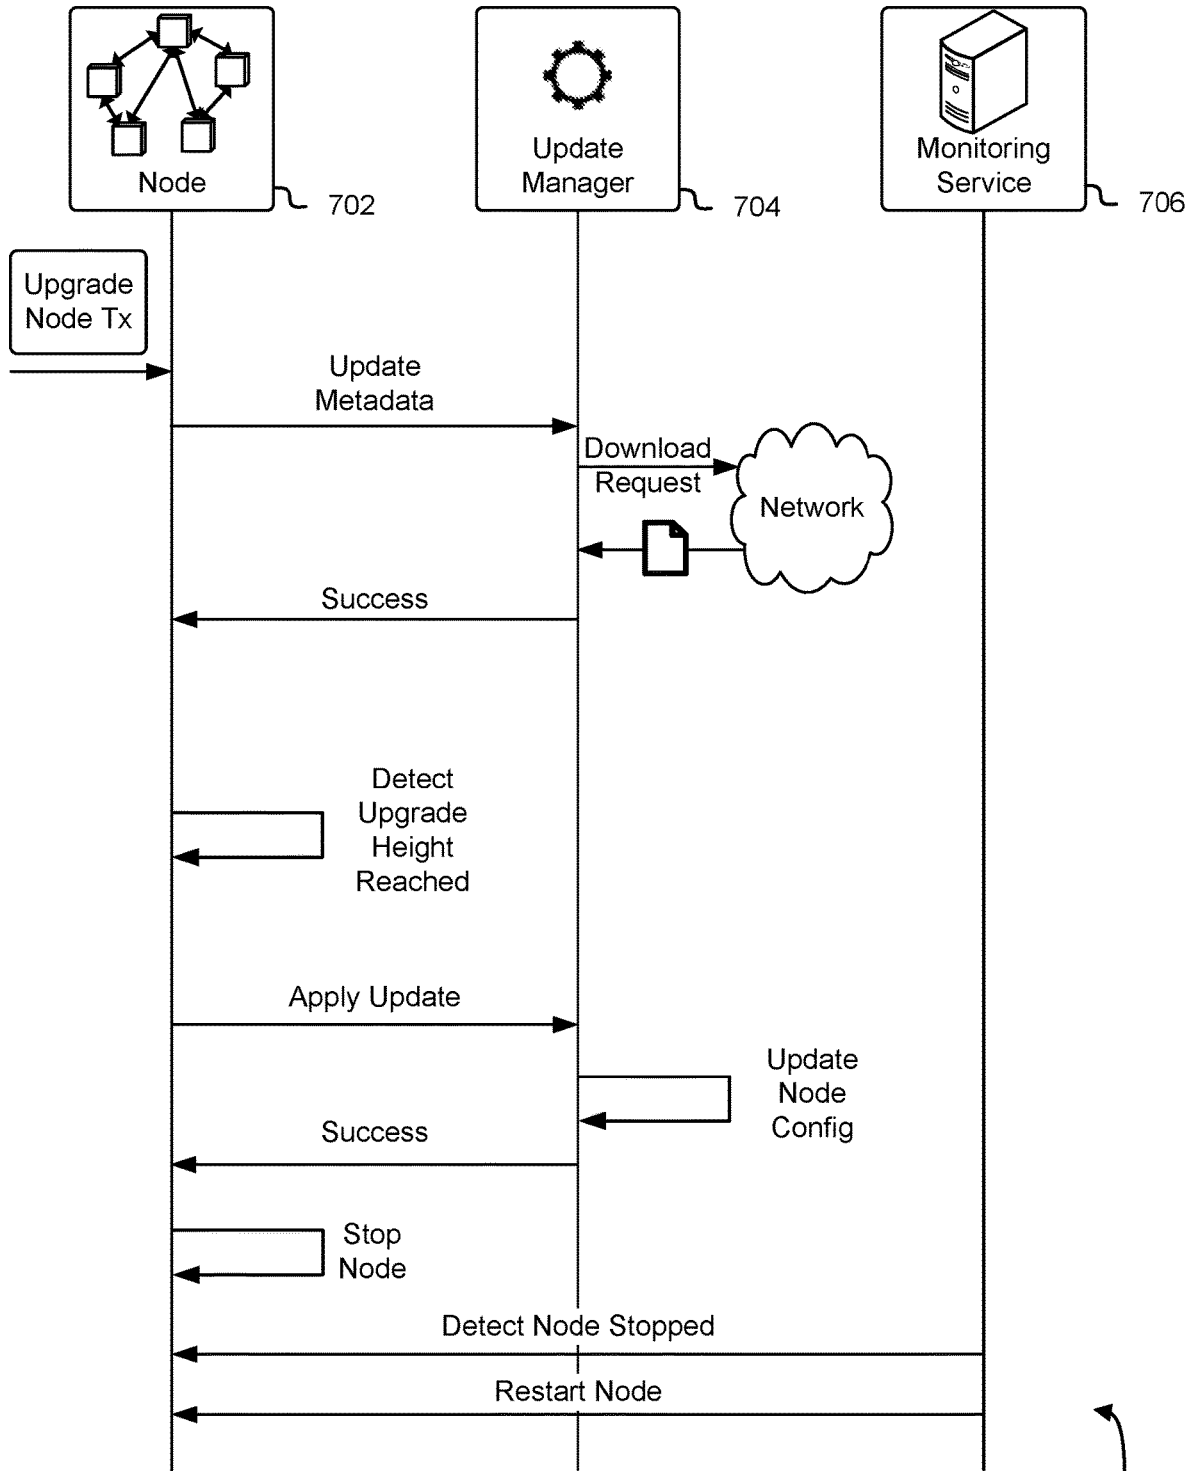 Node
702
Update
Manager
704
Monitoring
Service
706
Upgrade
Node Tx
Update
Metadata
Download
Request
Network
Success
Detect
Upgrade
Height
Reached
Apply Update
Update
Node
Config
Success
Stop
Node
Detect Node Stopped
Restart Node